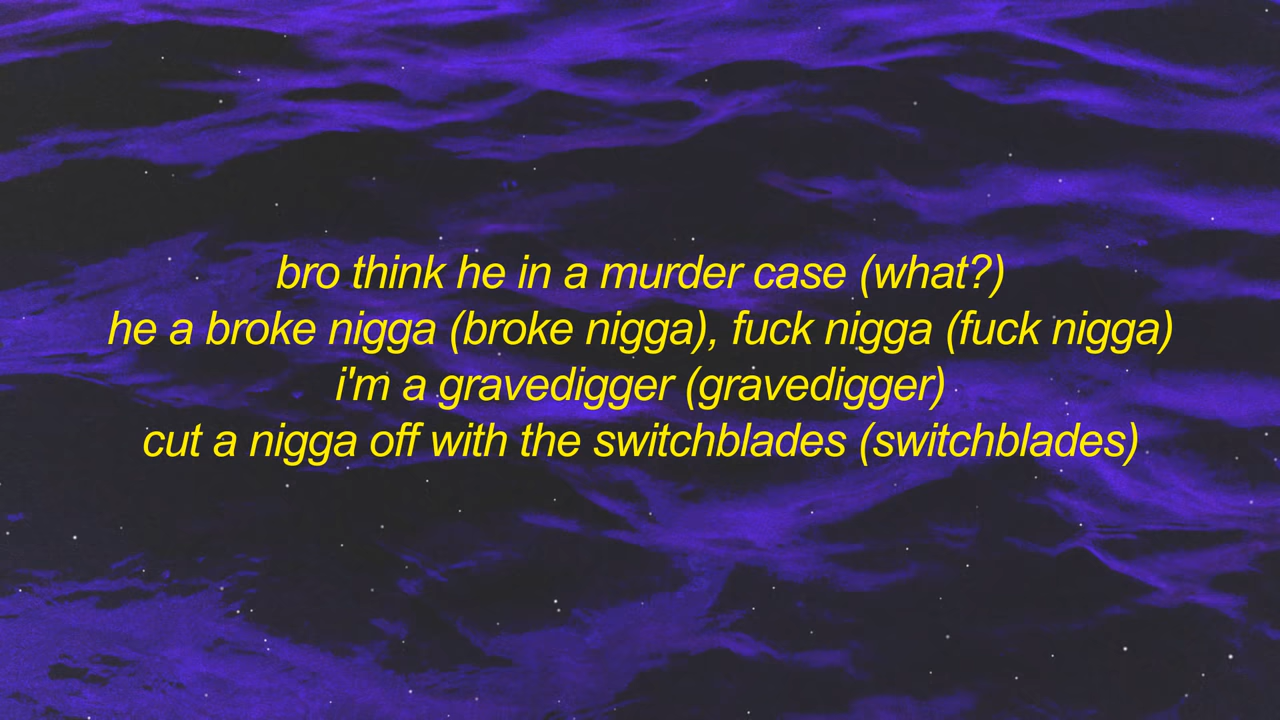 bro think he in a murder case (what?)
he a broke nigga (broke nigga), fuck nigga (fuck nigga)
i'm a gravedigger (gravedigger)
cut a nigga off with the switchblades (switchblades)